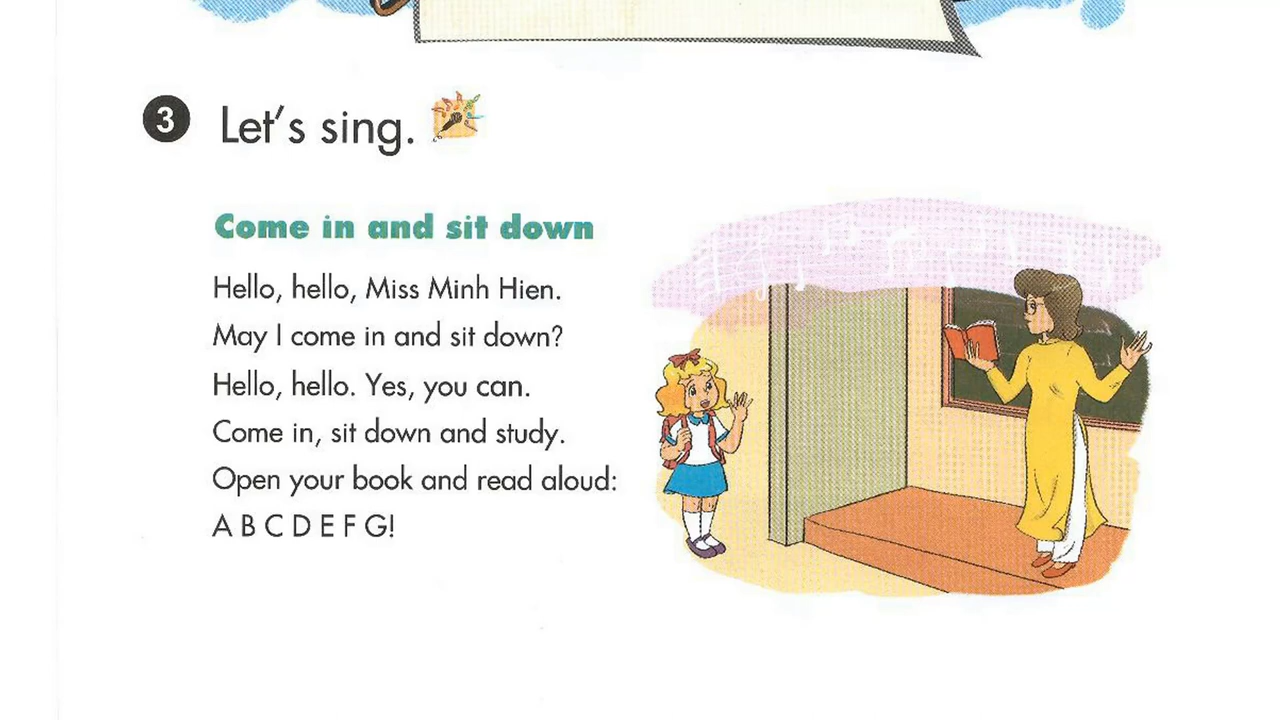 3 Let's sing.
Come in and sit down
Hello, hello, Miss Minh Hien.
May I come in and sit down?
Hello, hello. Yes, you can.
Come in, sit down and study.
Open your book and read aloud:
A B C D E F G!